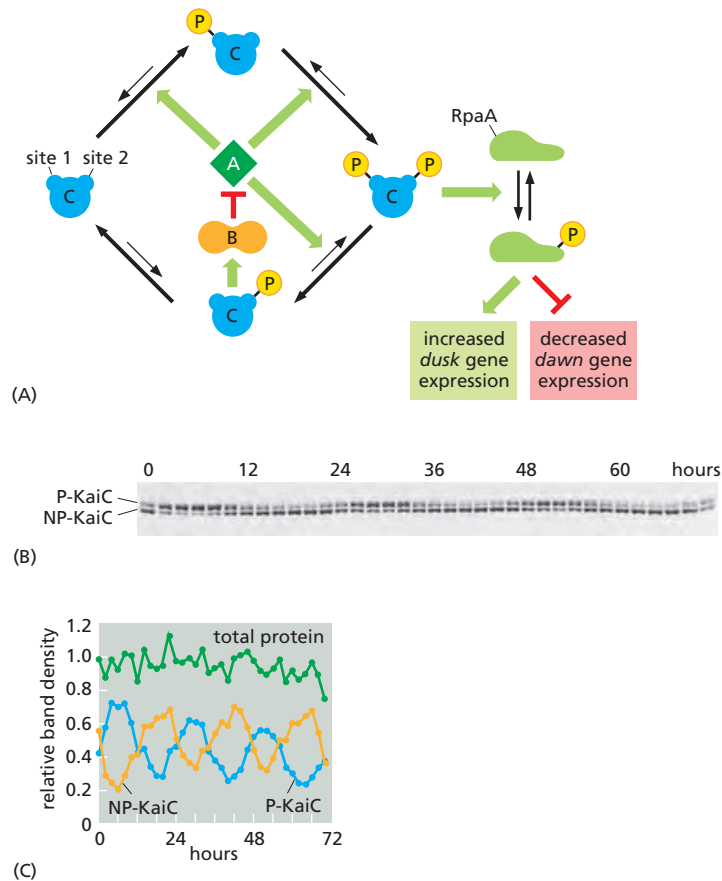 P
C
RpaA
site 1 site 2
A
P
P
C
C
B
P
C
P
increased
dusk gene
expression
decreased
dawn gene
expression
(A)
0 12 24 36 48 60 hours
P-KaiC
NP-KaiC
(B)
1.2
1.0
0.8
0.6
0.4
0.2
0
relative band density
total protein
NP-KaiC
P-KaiC
0 24 48 72
hours
(C)